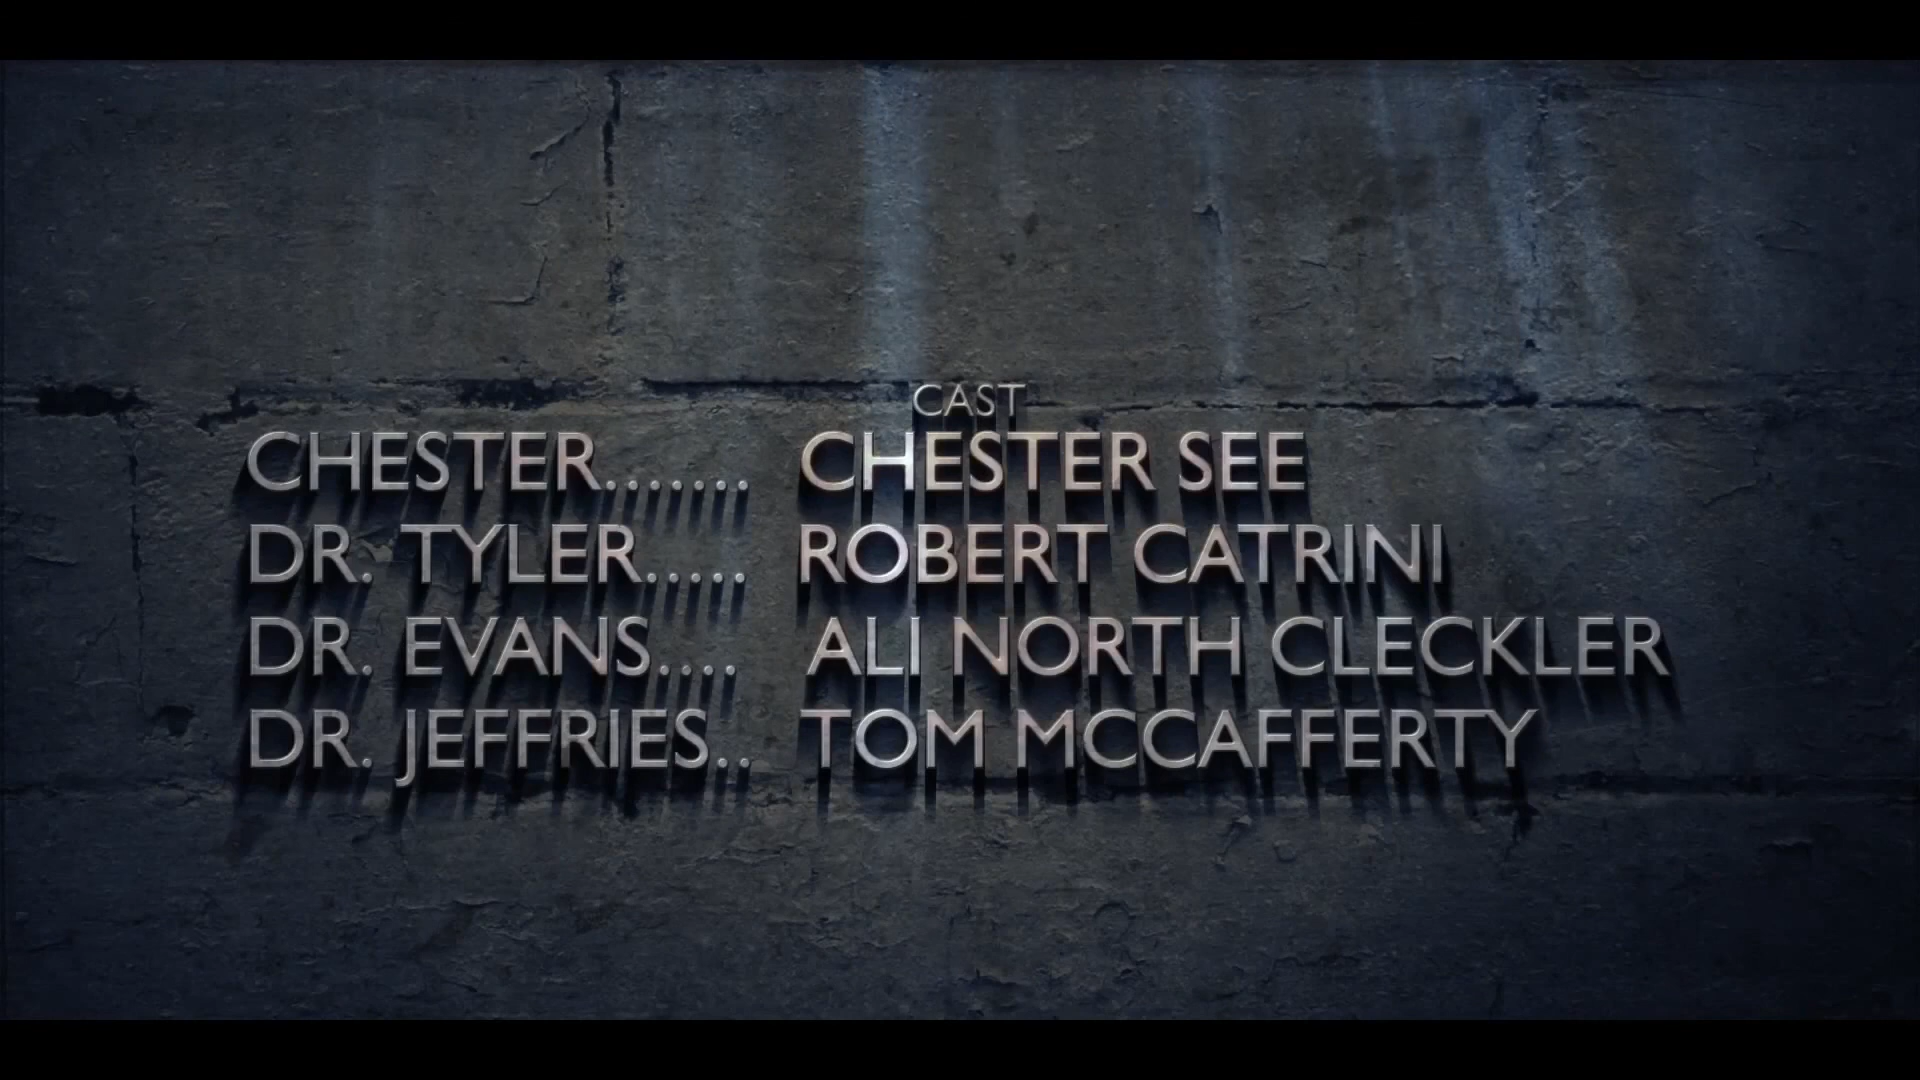 CAST
CHESTER....... CHESTER SEE
DR. TYLER..... ROBERT CATRINI
DR. EVANS.... ALI NORTH CLECKLER
DR. JEFFRIES.. TOM MCCAFFERTY